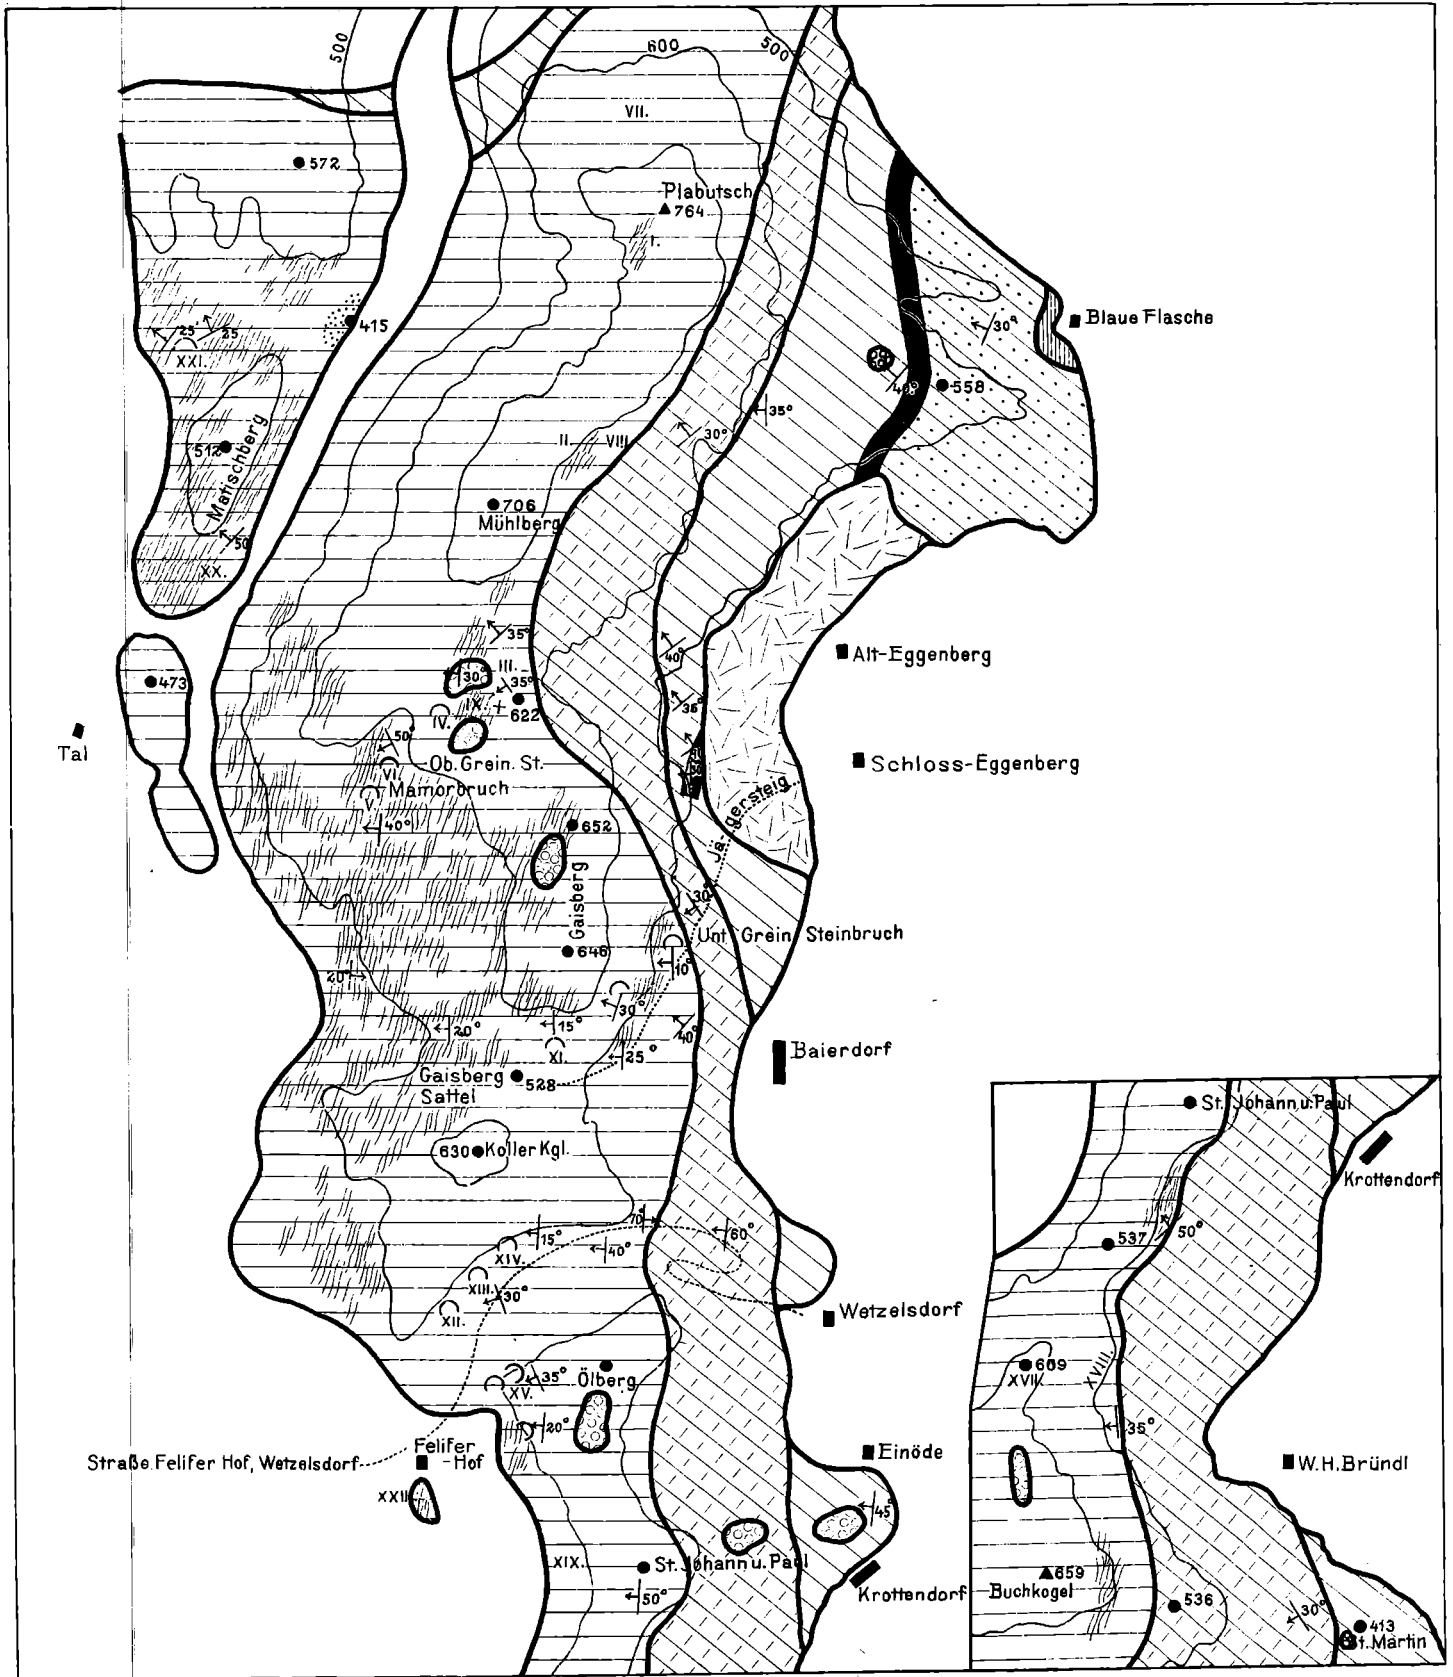 500
600
500
VII.
572
Plabutsch
764
I.
Blaue Flasche
415
30°
25°
25
XXI.
558
40°
35°
30°
II.
VIII.
512
Matischberg
706
Mühlberg
50
XX.
35°
III.
30°
35°
IX.
622
IV.
40°
35°
Alt-Eggenberg
473
Tal
50°
Ob. Grein. St.
VI.
Mamorbruch
V.
40°
Schloss-Eggenberg
Jägersteig
652
Gaisberg
30°
Unt. Grein. Steinbruch
646
10°
20°
30°
20°
15°
40°
XI.
25°
Baierdorf
Gaisberg
Sattel
528
630 Koller Kgl.
70°
60°
15°
40°
XIV.
XIII.
30°
XII.
Wetzelsdorf
35°
Ölberg
XV.
20°
Felifer
-Hof
Straße Felifer Hof, Wetzelsdorf
Einöde
XXII
45°
XIX.
St. Johann u. Paul
50°
Krottendorf
St. Johann u. Paul
Krottendorf
537
50°
609
XVII.
XVIII.
35°
W.H. Bründl
659
Buchkogel
536
30°
413
St. Martin